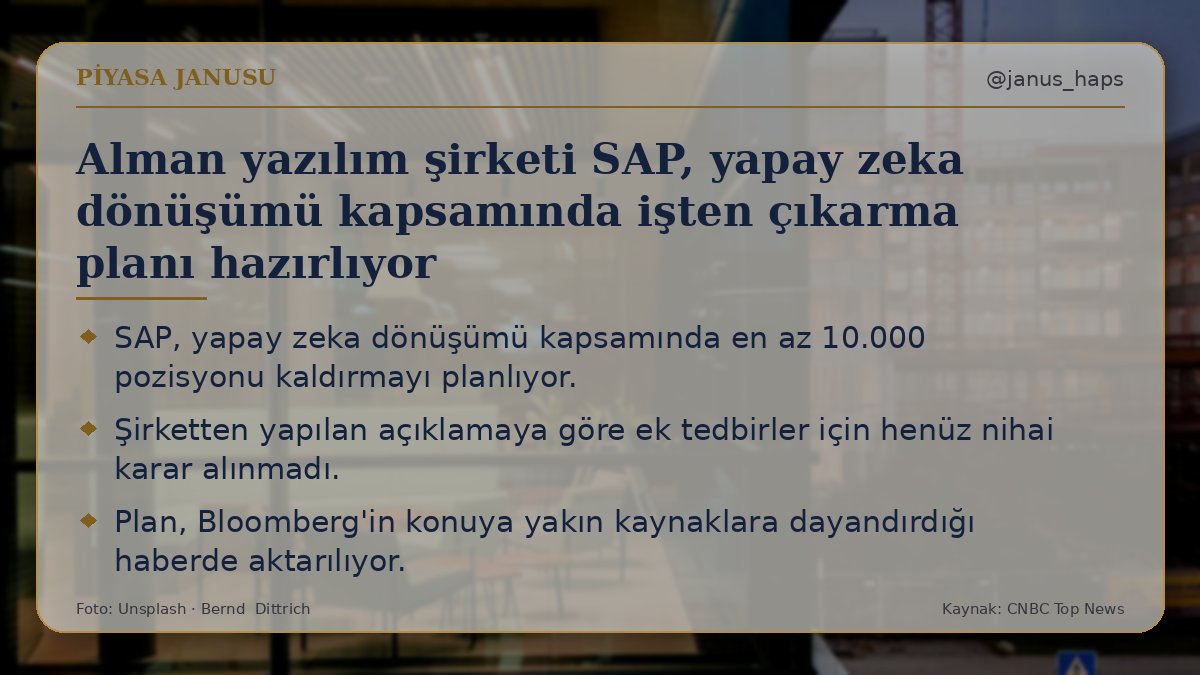 PİYASA JANUSU
@janus_haps
Alman yazılım şirketi SAP, yapay zeka
dönüşümü kapsamında işten çıkarma
planı hazırlıyor
SAP, yapay zeka dönüşümü kapsamında en az 10.000
pozisyonu kaldırmayı planlıyor.
Şirketten yapılan açıklamaya göre ek tedbirler için henüz nihai
karar alınmadı.
Plan, Bloomberg'in konuya yakın kaynaklara dayandırdığı
haberde aktarılıyor.
Foto: Unsplash · Bernd  Dittrich
Kaynak: CNBC Top News